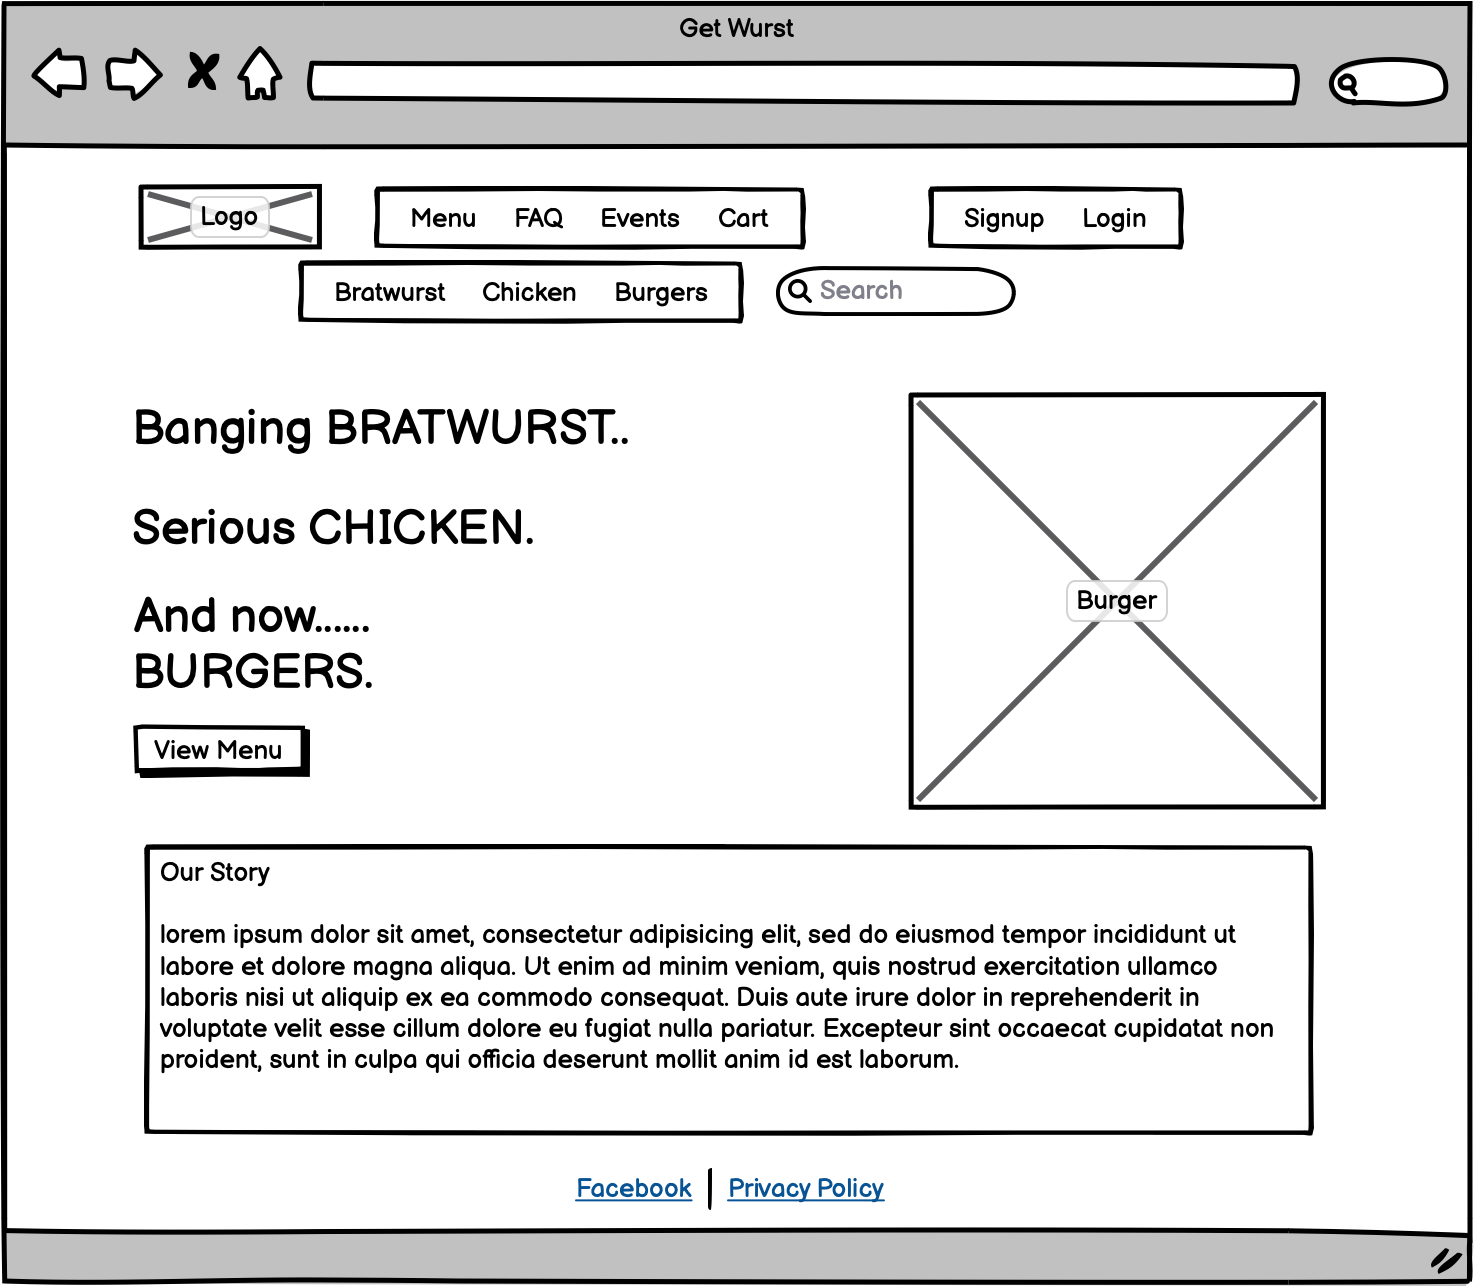 Get Wurst
Logo
Menu FAQ Events Cart
Signup Login
Bratwurst Chicken Burgers
Search
Banging BRATWURST..
Serious CHICKEN.
And now......
BURGERS.
Burger
View Menu
Our Story
lorem ipsum dolor sit amet, consectetur adipisicing elit, sed do eiusmod tempor incididunt ut
labore et dolore magna aliqua. Ut enim ad minim veniam, quis nostrud exercitation ullamco
laboris nisi ut aliquip ex ea commodo consequat. Duis aute irure dolor in reprehenderit in
voluptate velit esse cillum dolore eu fugiat nulla pariatur. Excepteur sint occaecat cupidatat non
proident, sunt in culpa qui officia deserunt mollit anim id est laborum.
Facebook
Privacy Policy